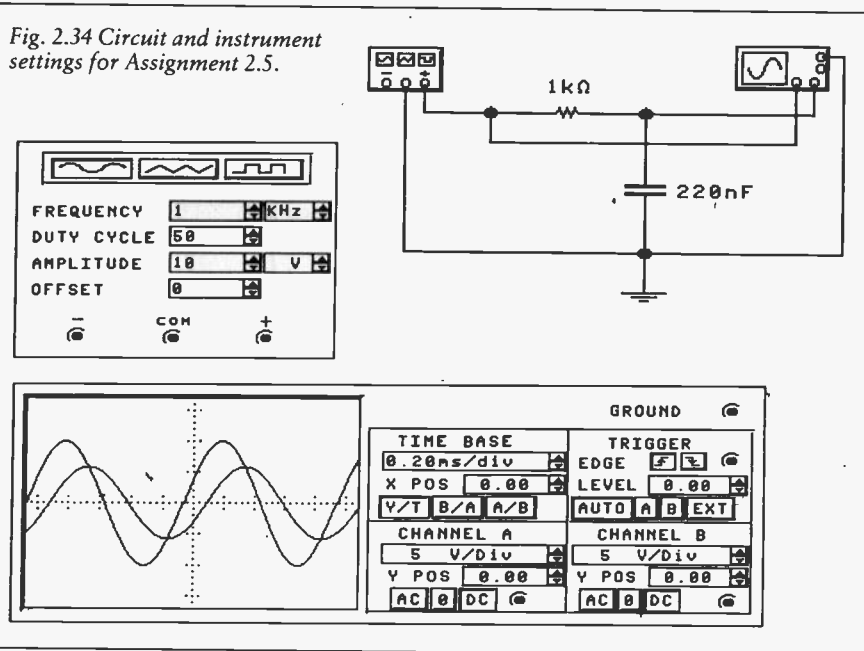 Fig. 2.34 Circuit and instrument
settings for Assignment 2.5.
1kΩ
220nF
FREQUENCY 1 KHz
DUTY CYCLE 50
AMPLITUDE 10 V
OFFSET 0
− COM +
GROUND
TIME BASE
0.20ms/div
X POS 0.00
Y/T B/A A/B
TRIGGER
EDGE
LEVEL 0.00
AUTO A B EXT
CHANNEL A
5 V/Div
Y POS 0.00
AC 0 DC
CHANNEL B
5 V/Div
Y POS 0.00
AC 0 DC